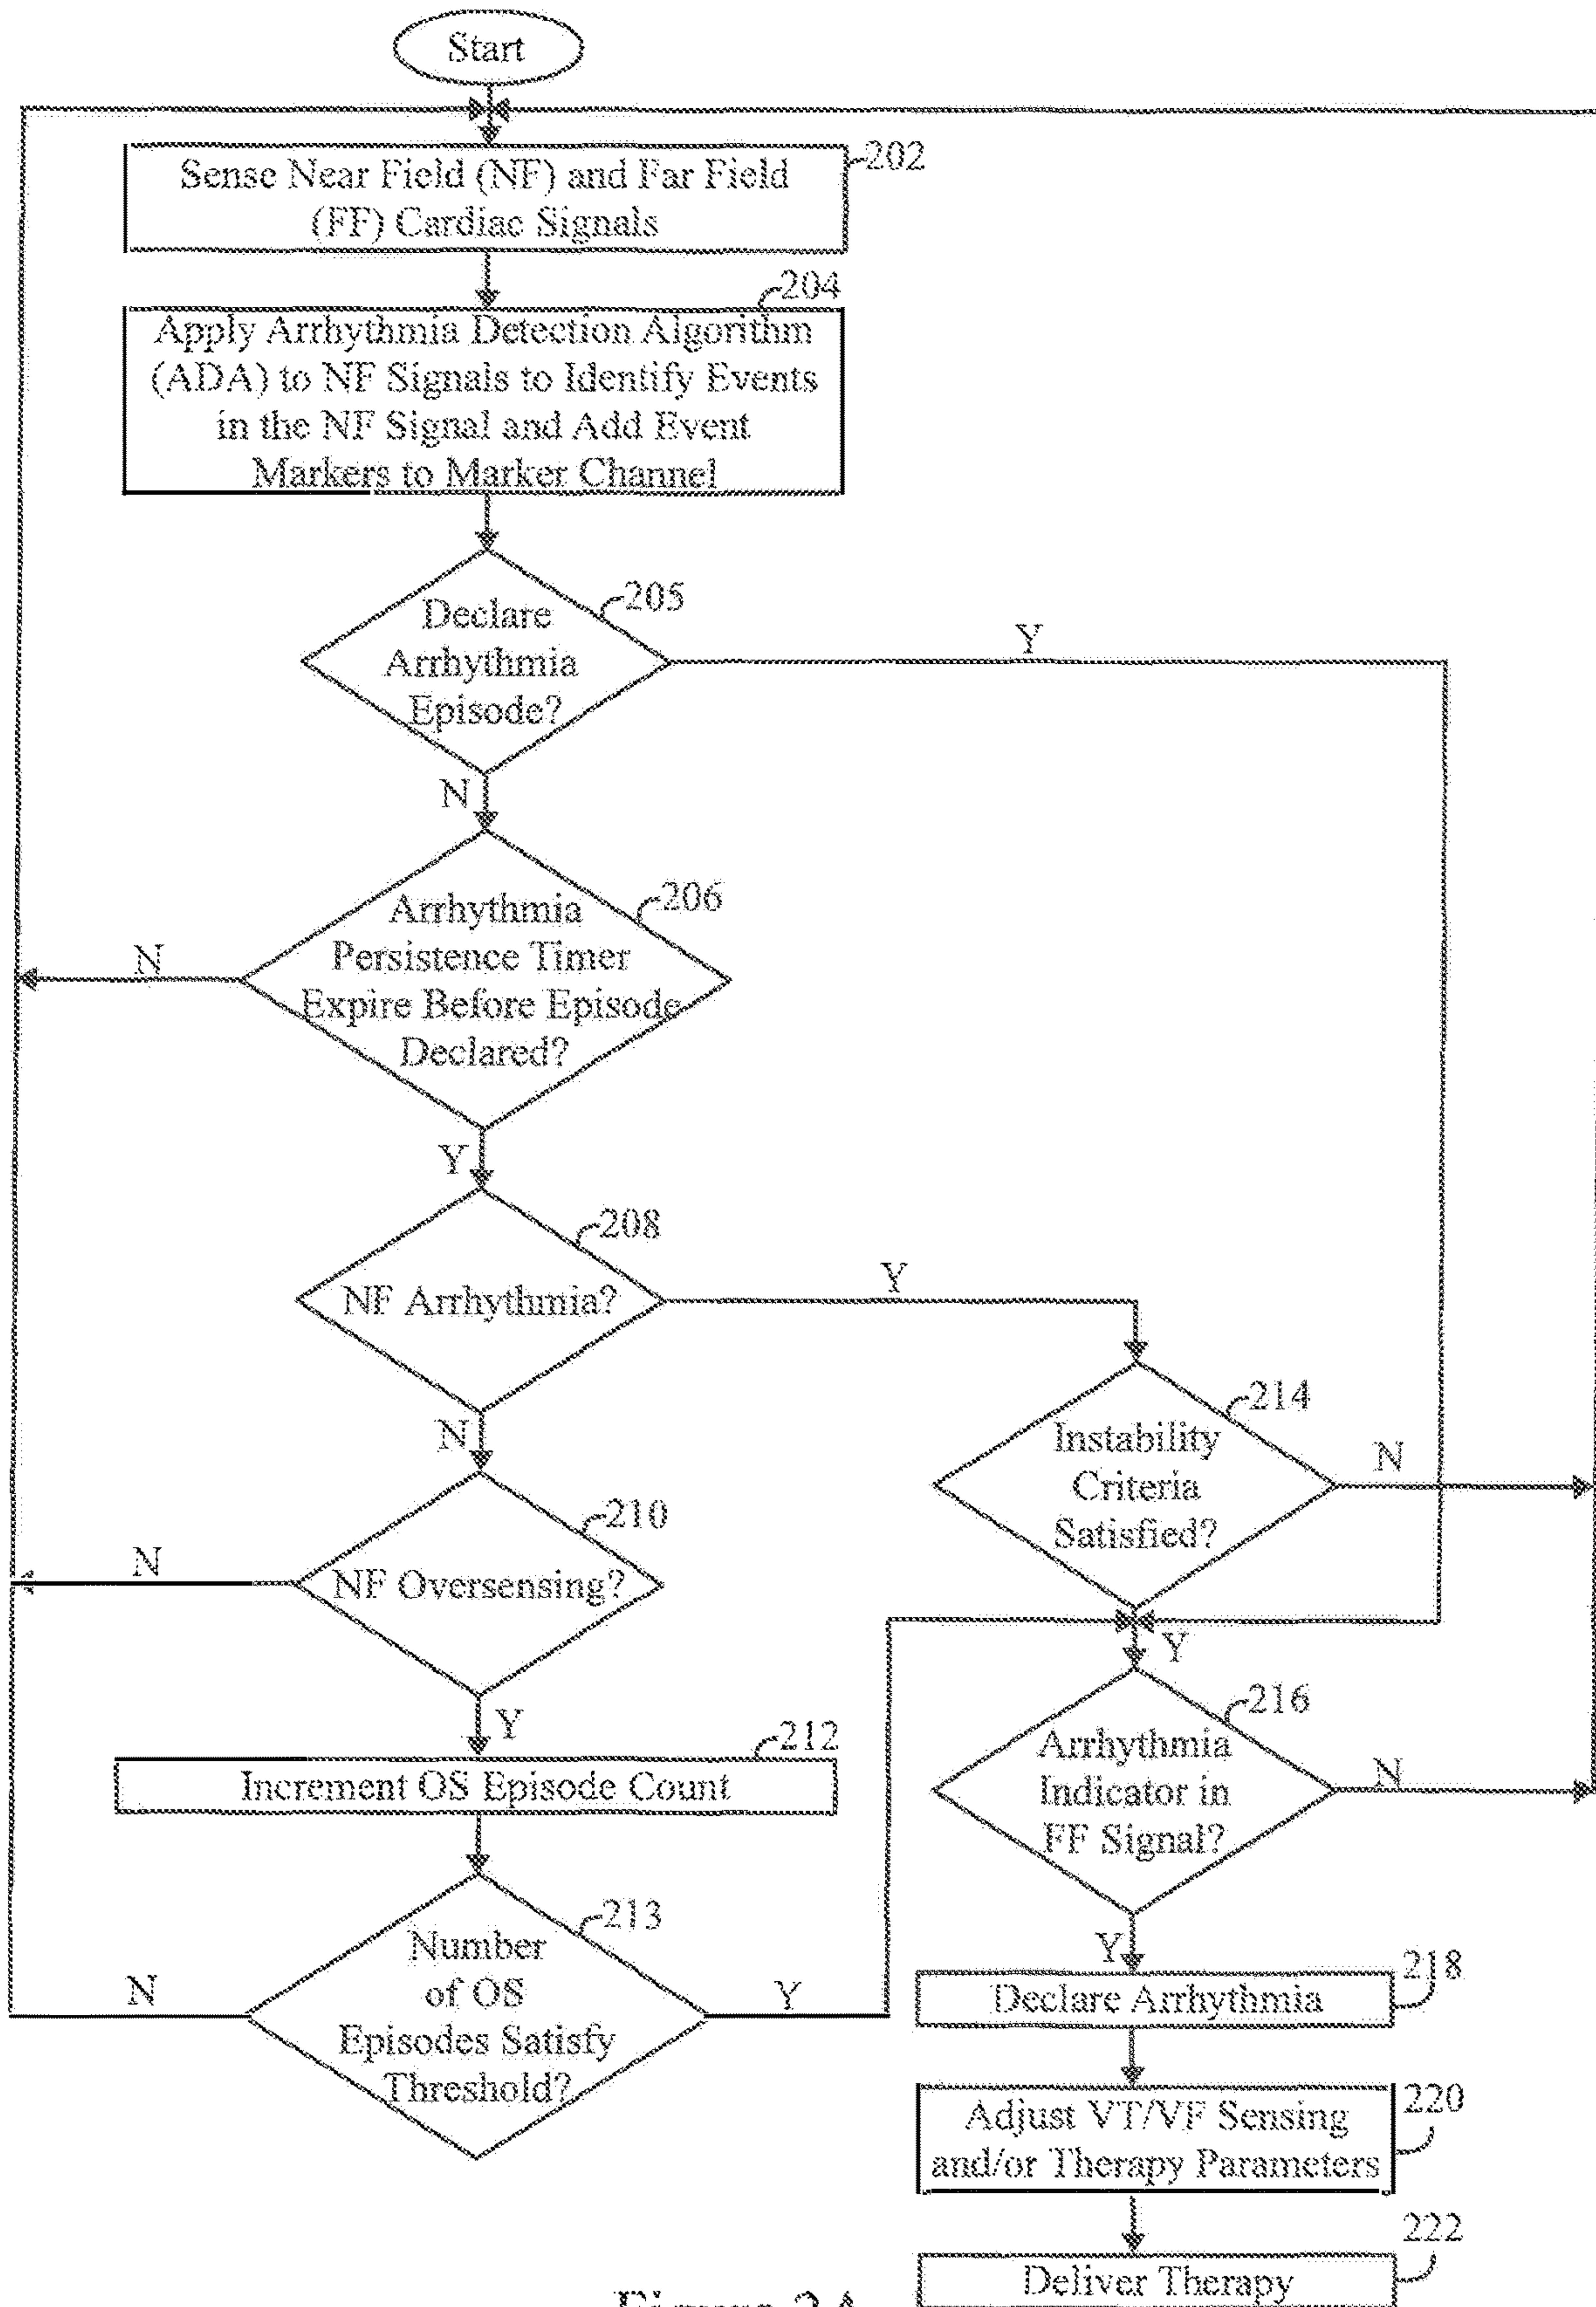 Start
202
Sense Near Field (NF) and Far Field
(FF) Cardiac Signals
204
Apply Arrhythmia Detection Algorithm
(ADA) to NF Signals to Identify Events
in the NF Signal and Add Event
Markers to Marker Channel
205
Declare
Arrhythmia
Episode?
Y
N
206
Arrhythmia
Persistence Timer
Expire Before Episode
Declared?
N
Y
208
NF Arrhythmia?
Y
N
214
Instability
Criteria
Satisfied?
N
Y
210
NF Oversensing?
N
Y
216
Arrhythmia
Indicator in
FF Signal?
N
Y
212
Increment OS Episode Count
213
Number
of OS
Episodes Satisfy
Threshold?
N
Y
218
Declare Arrhythmia
220
Adjust VT/VF Sensing
and/or Therapy Parameters
222
Deliver Therapy
Figure 2A